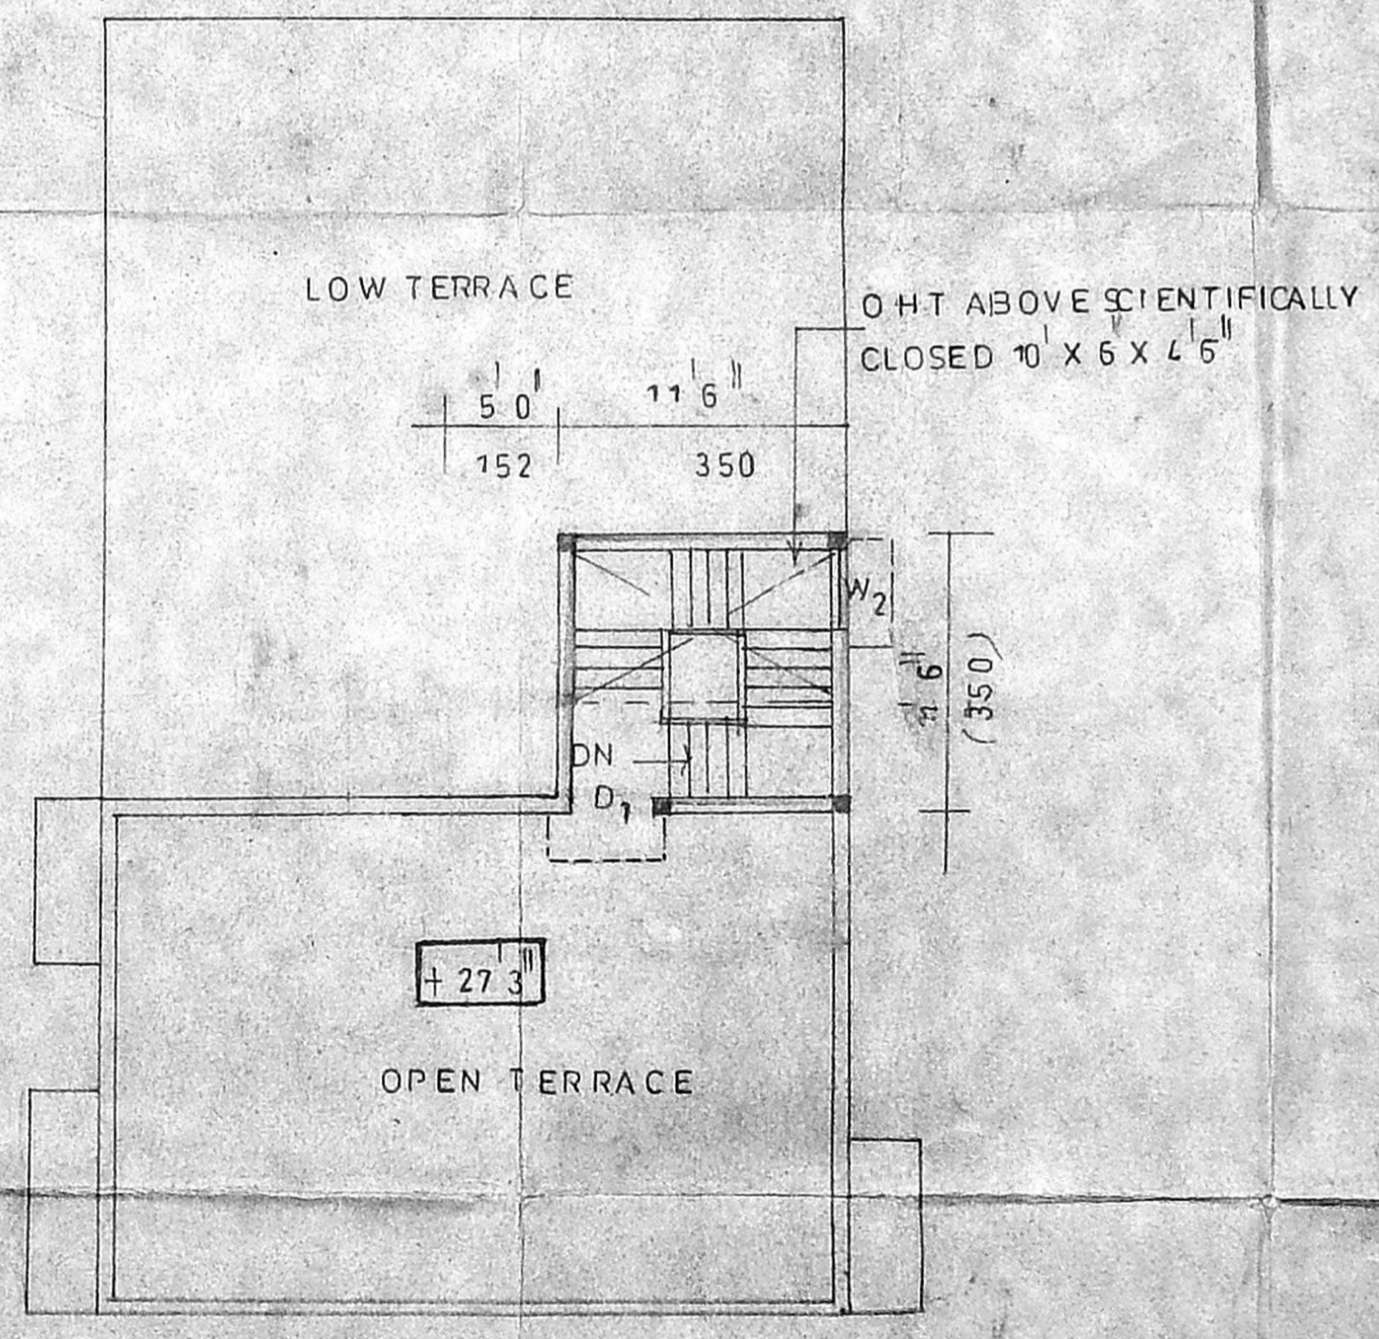 LOW TERRACE
OHT ABOVE SCIENTIFICALLY
CLOSED 10' X 6' X 4'6"
5'0"
11'6"
152
350
W2
11'6"
(350)
DN
D1
+ 27'3"
OPEN TERRACE